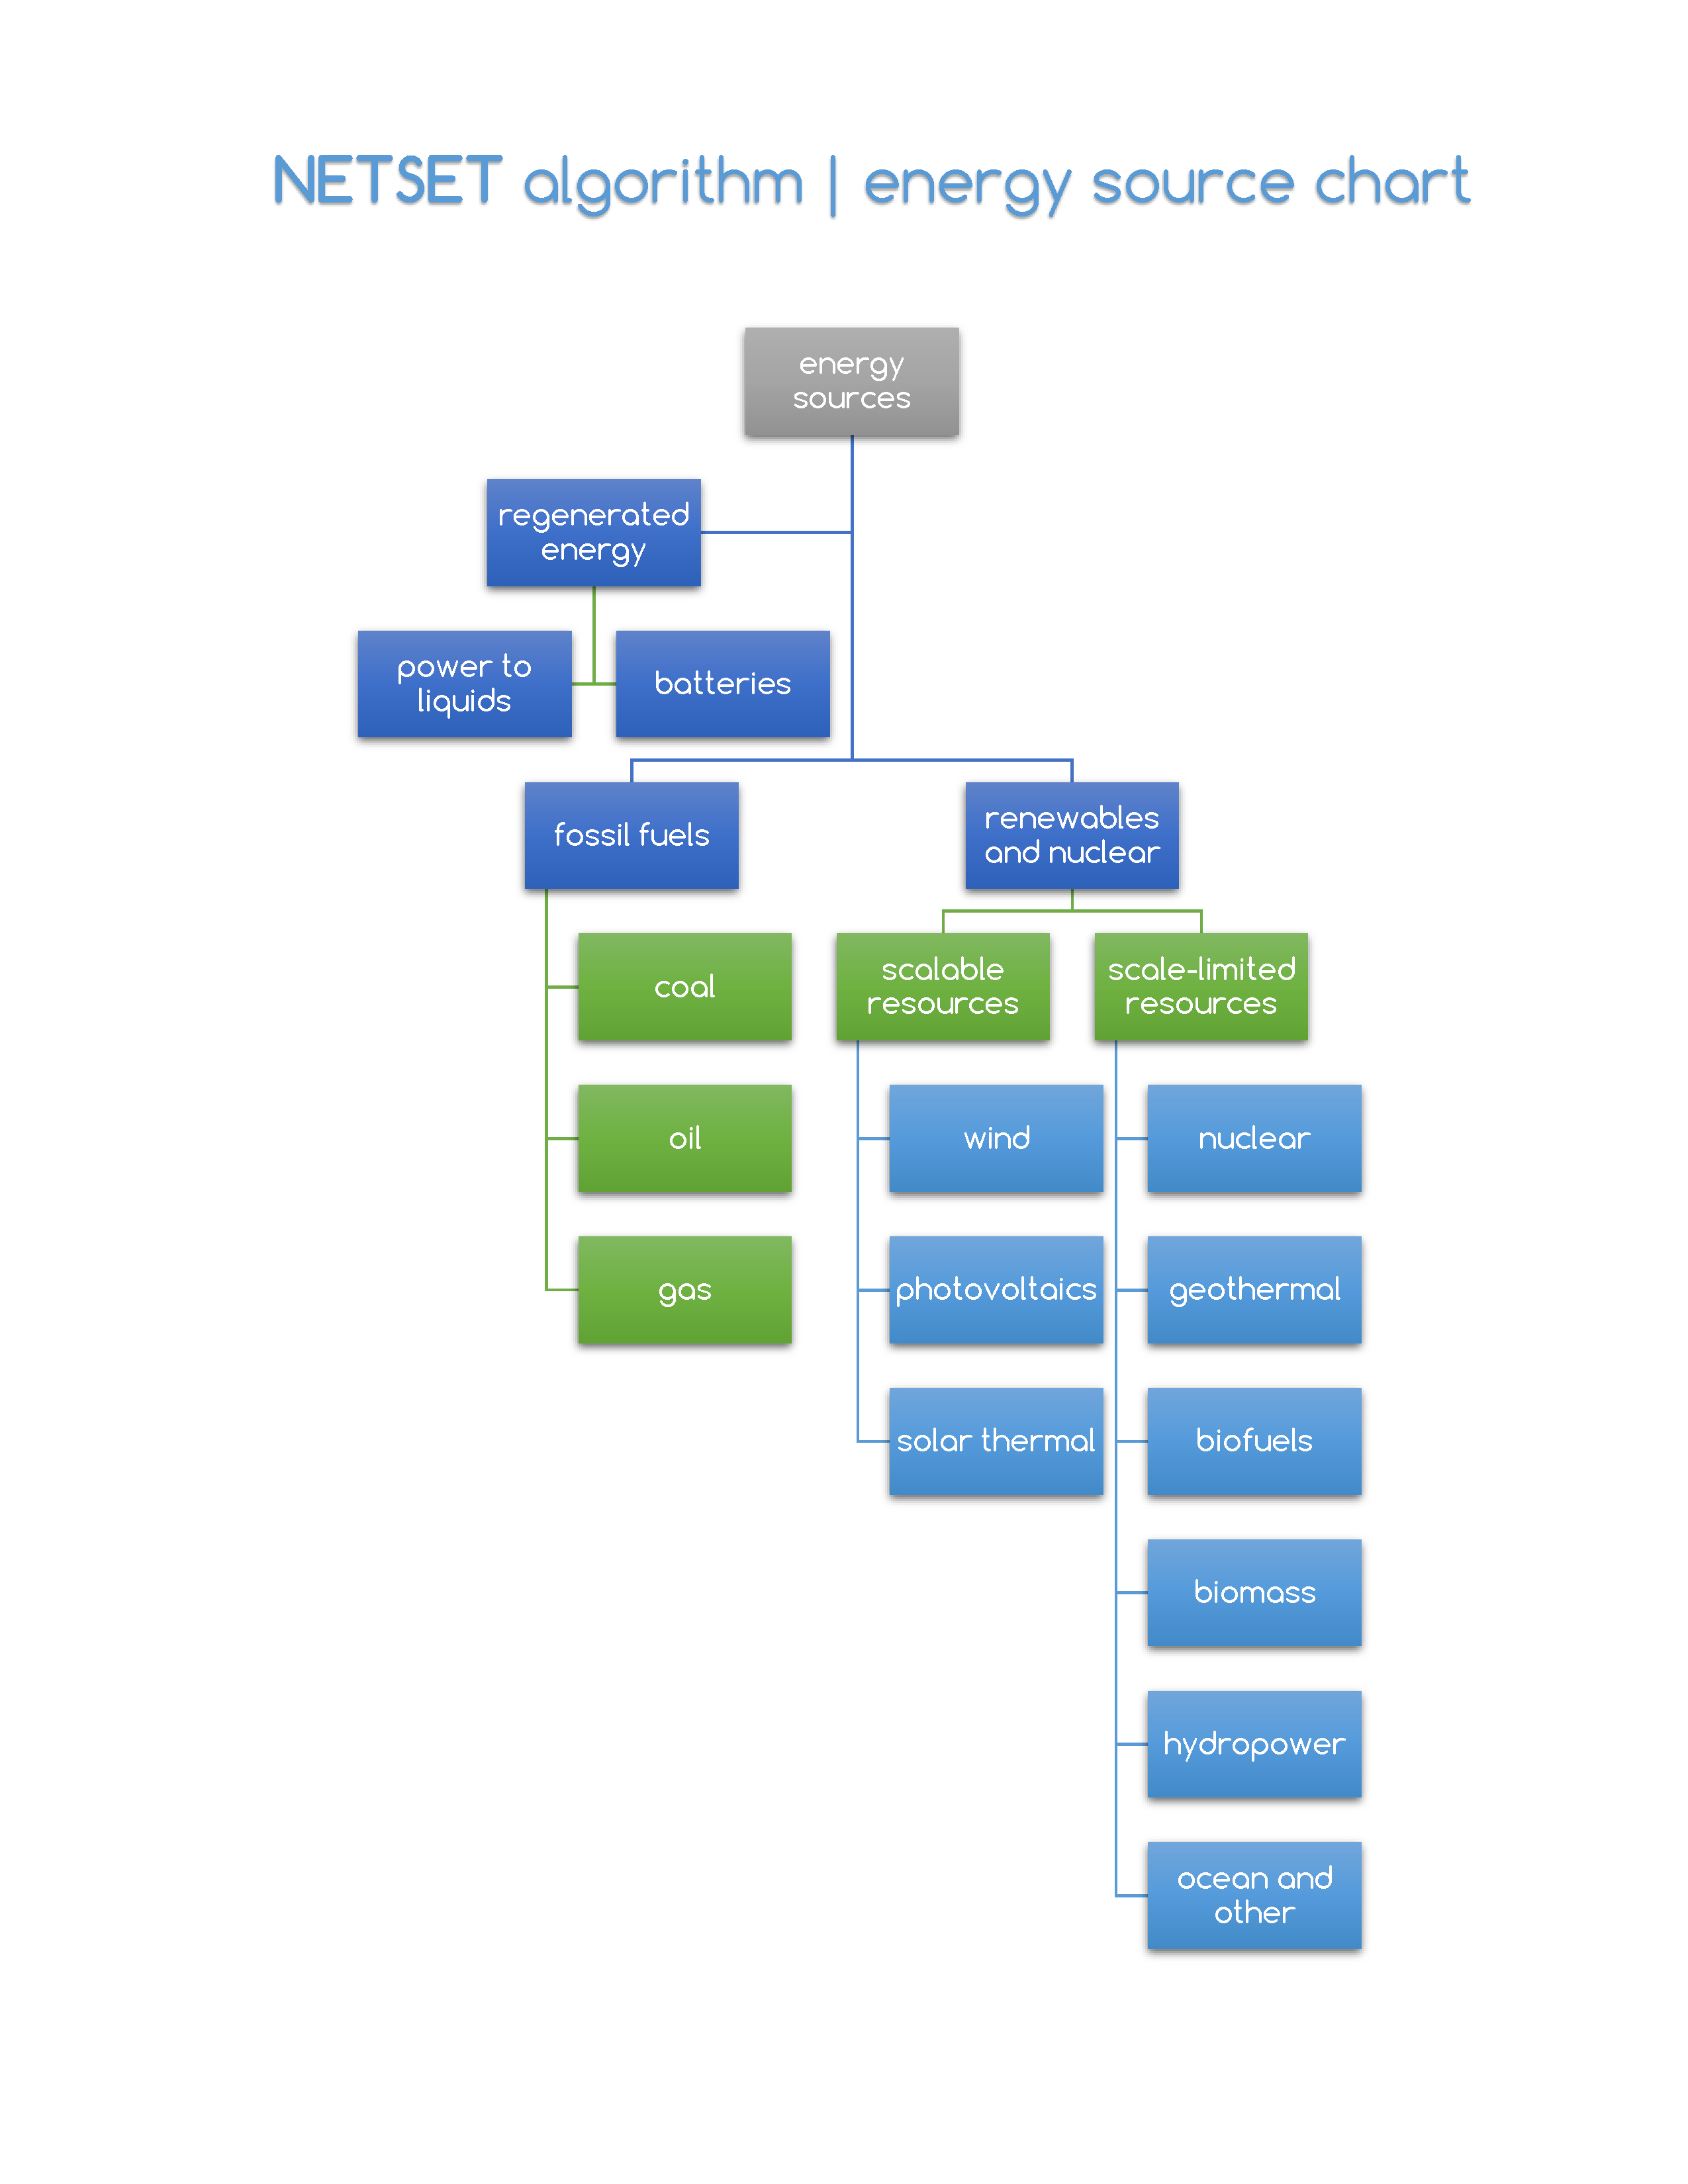 NETSET algorithm | energy source chart
energy
sources
regenerated
energy
power to
liquids
batteries
fossil fuels
renewables
and nuclear
coal
scalable
resources
scale-limited
resources
oil
wind
nuclear
gas
photovoltaics
geothermal
solar thermal
biofuels
biomass
hydropower
ocean and
other